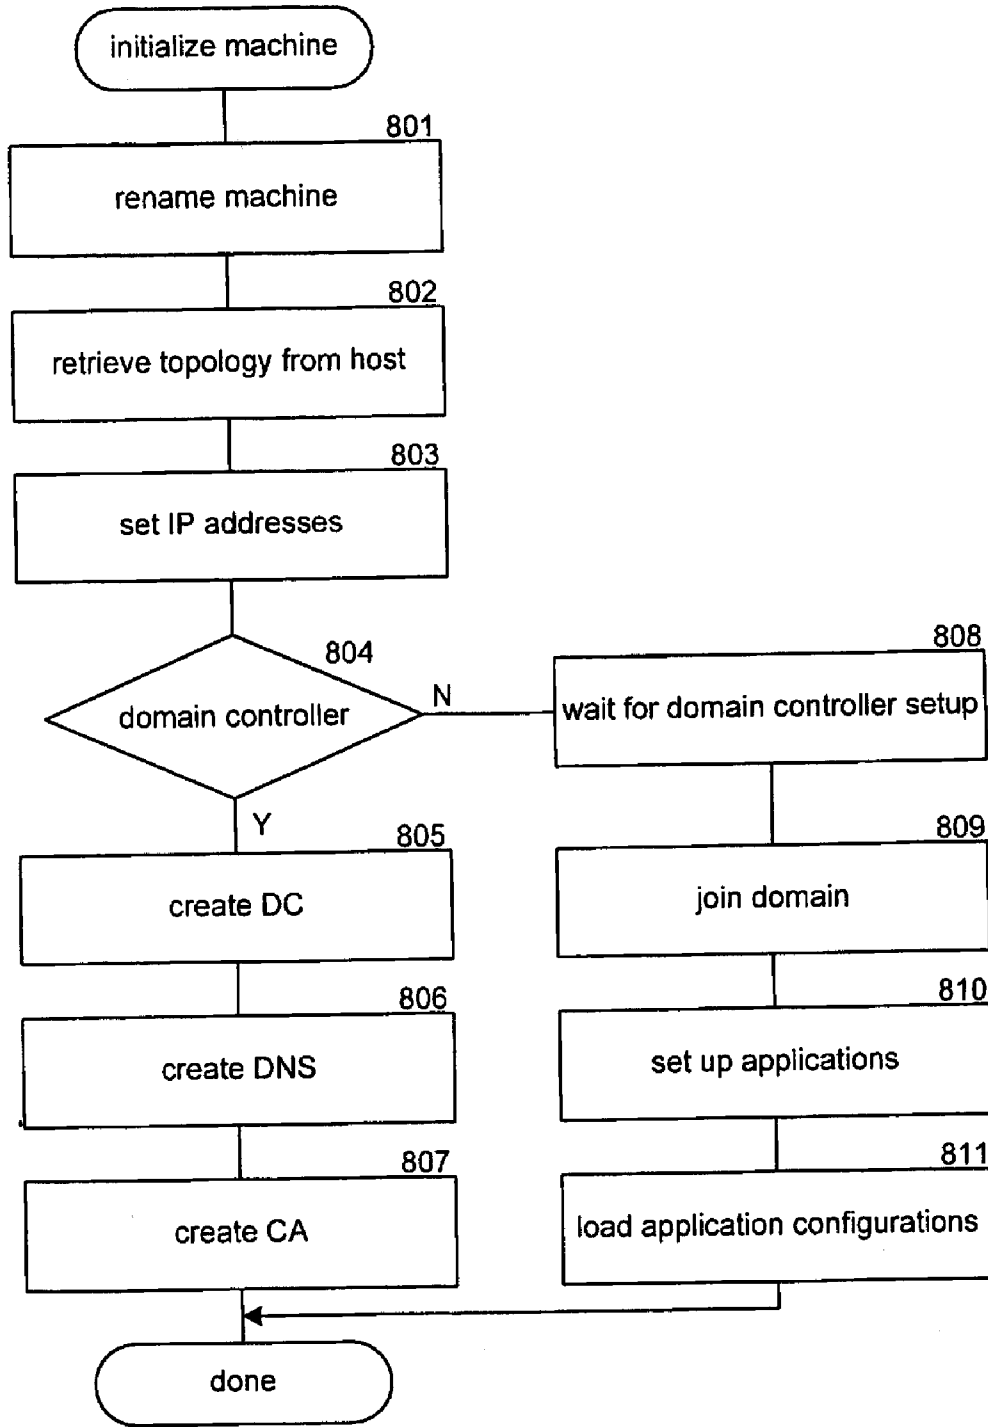 initialize machine
801
rename machine
802
retrieve topology from host
803
set IP addresses
804
domain controller
N
Y
805
create DC
806
create DNS
807
create CA
808
wait for domain controller setup
809
join domain
810
set up applications
811
load application configurations
done